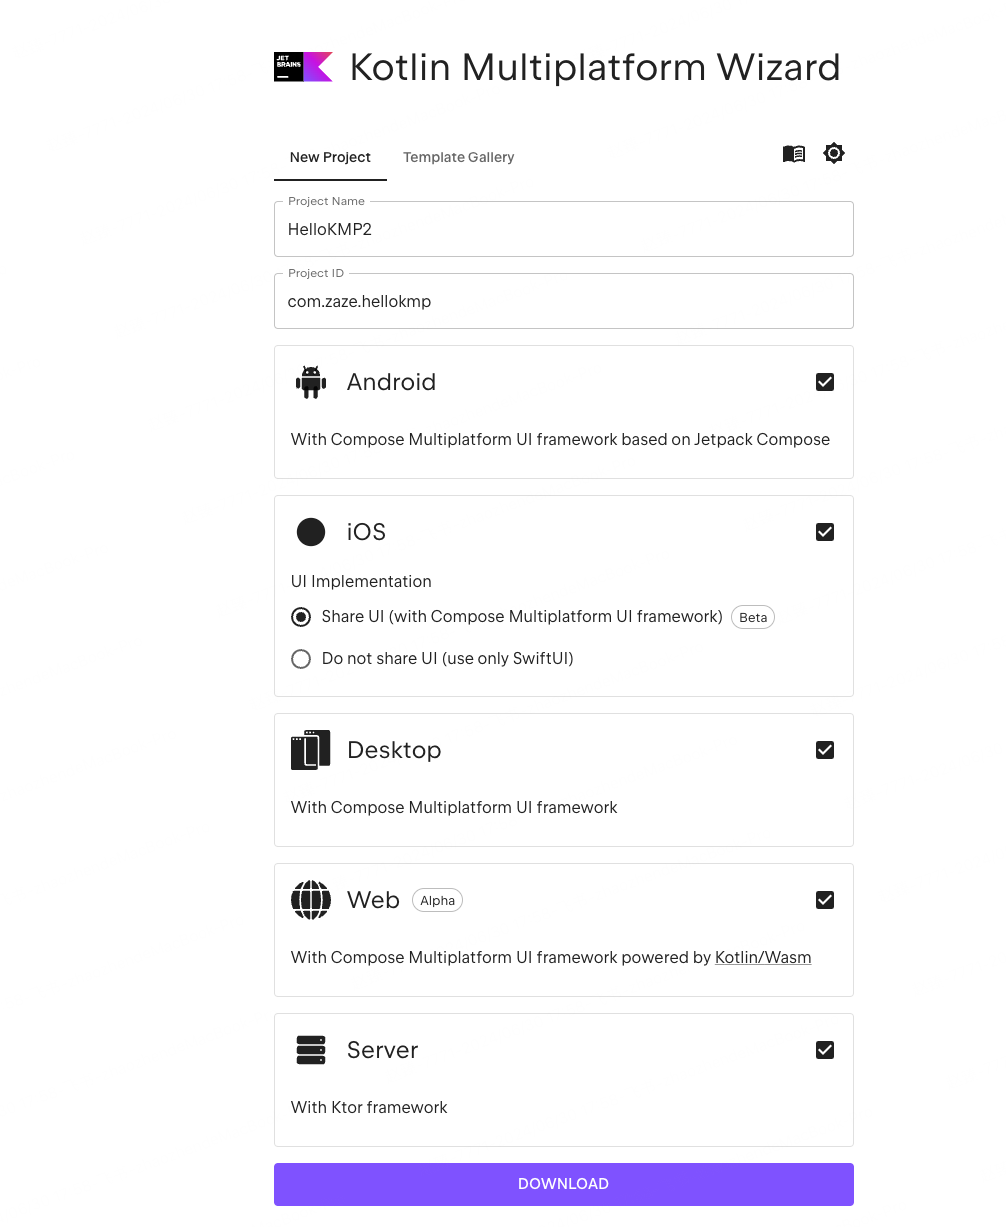 JET
BRAINS
Kotlin Multiplatform Wizard
New Project
Template Gallery
Project Name
HelloKMP2
Project ID
com.zaze.hellokmp
Android
With Compose Multiplatform UI framework based on Jetpack Compose
iOS
UI Implementation
Share UI (with Compose Multiplatform UI framework) Beta
Do not share UI (use only SwiftUI)
Desktop
With Compose Multiplatform UI framework
Web Alpha
With Compose Multiplatform UI framework powered by Kotlin/Wasm
Server
With Ktor framework
DOWNLOAD